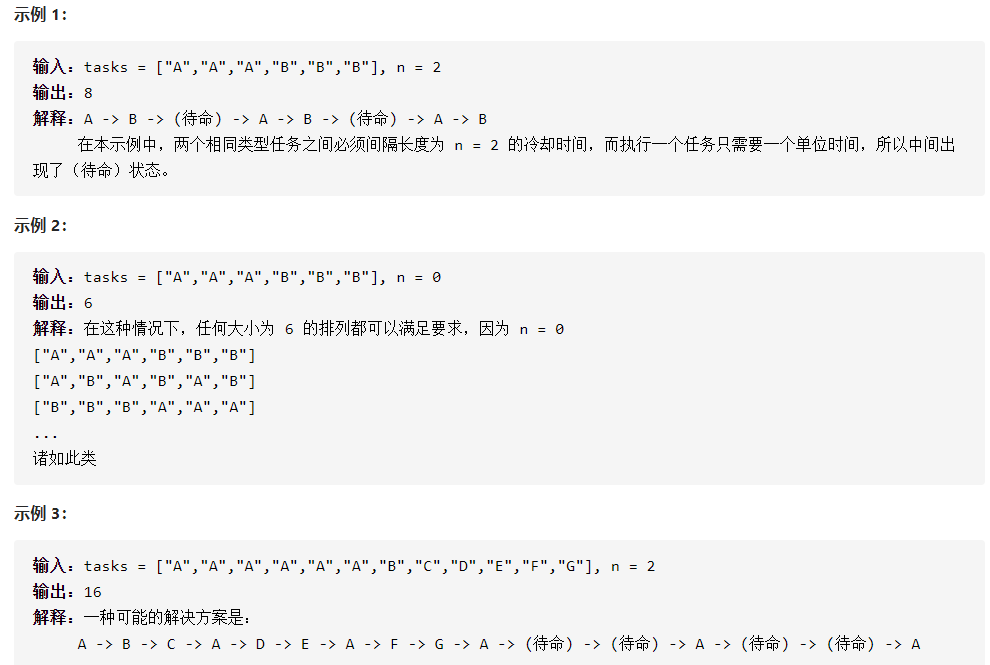 示例 1：
输入：tasks = ["A","A","A","B","B","B"], n = 2
输出：8
解释：A -> B -> (待命) -> A -> B -> (待命) -> A -> B
在本示例中，两个相同类型任务之间必须间隔长度为 n = 2 的冷却时间，而执行一个任务只需要一个单位时间，所以中间出
现了（待命）状态。
示例 2：
输入：tasks = ["A","A","A","B","B","B"], n = 0
输出：6
解释：在这种情况下，任何大小为 6 的排列都可以满足要求，因为 n = 0
["A","A","A","B","B","B"]
["A","B","A","B","A","B"]
["B","B","B","A","A","A"]
...
诸如此类
示例 3：
输入：tasks = ["A","A","A","A","A","A","B","C","D","E","F","G"], n = 2
输出：16
解释：一种可能的解决方案是：
A -> B -> C -> A -> D -> E -> A -> F -> G -> A -> (待命) -> (待命) -> A -> (待命) -> (待命) -> A